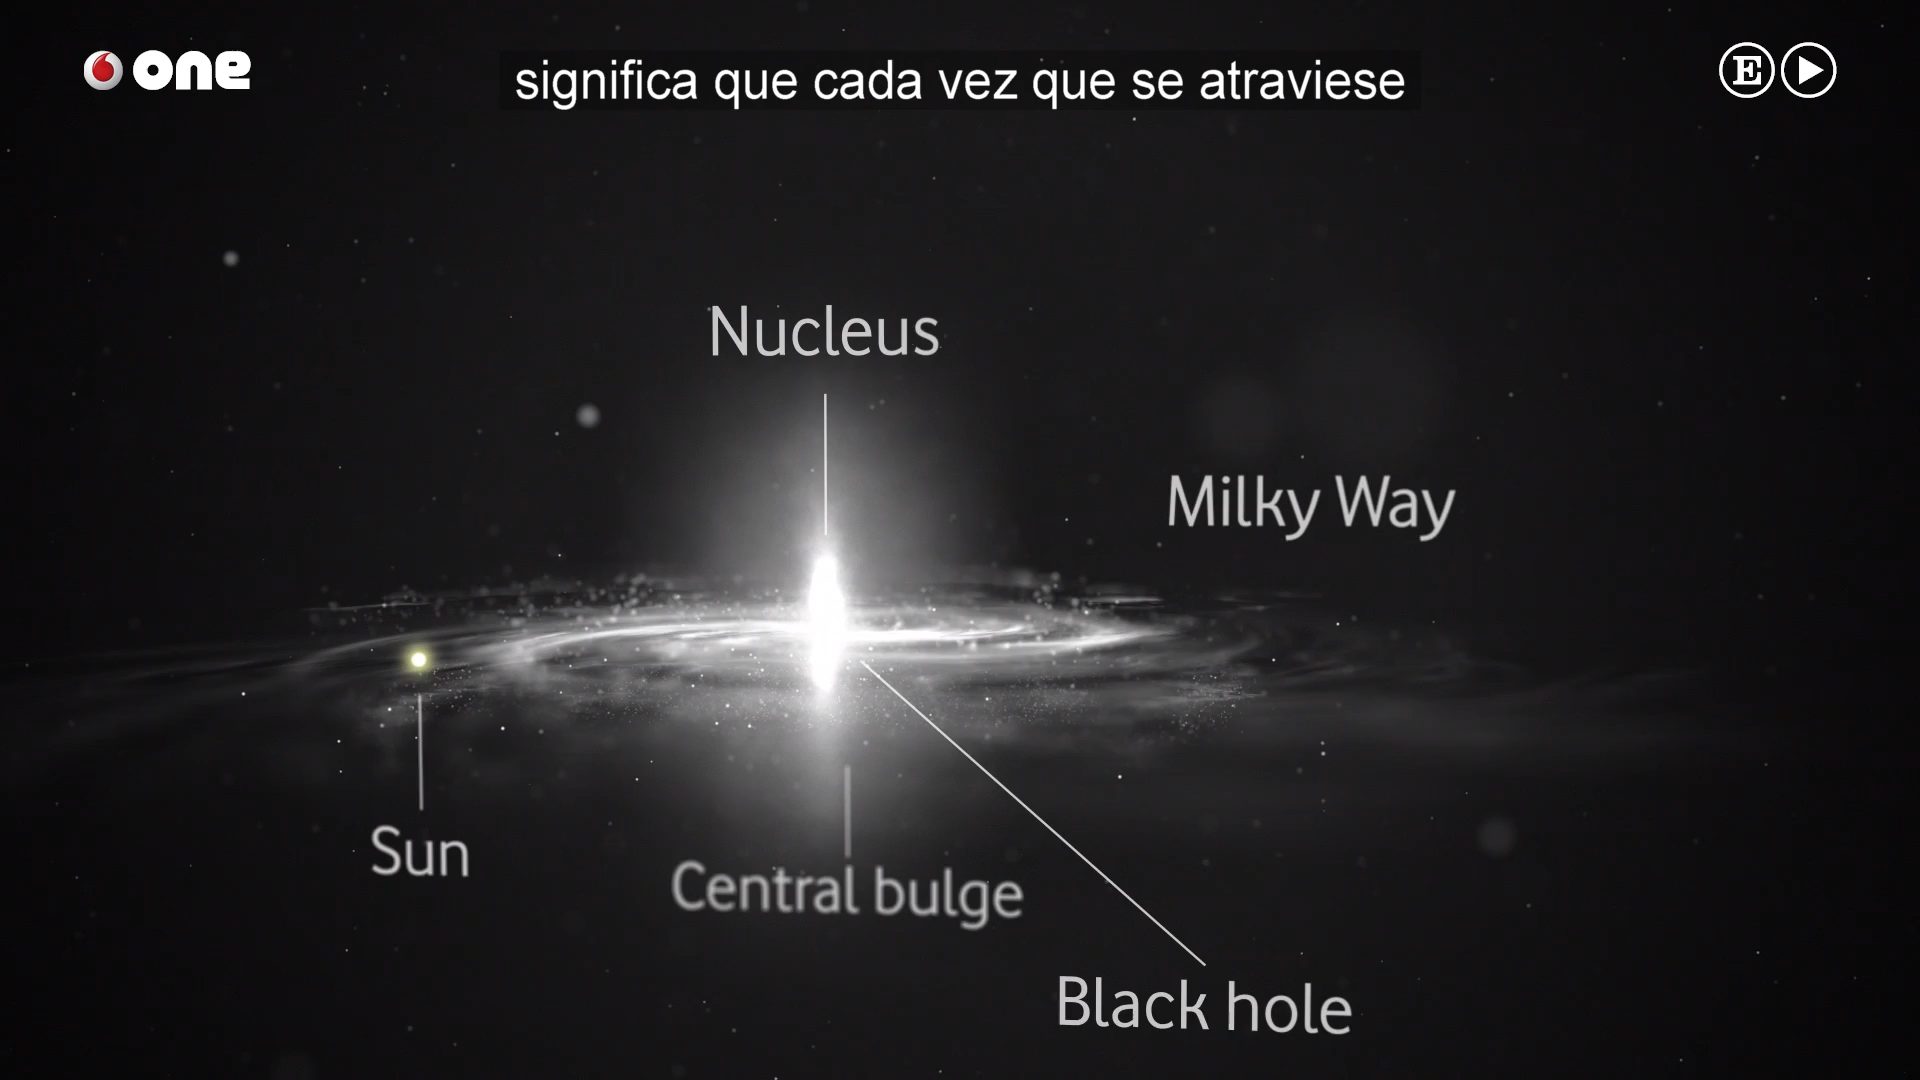 one
significa que cada vez que se atraviese
E
Nucleus
Milky Way
Sun
Central bulge
Black hole